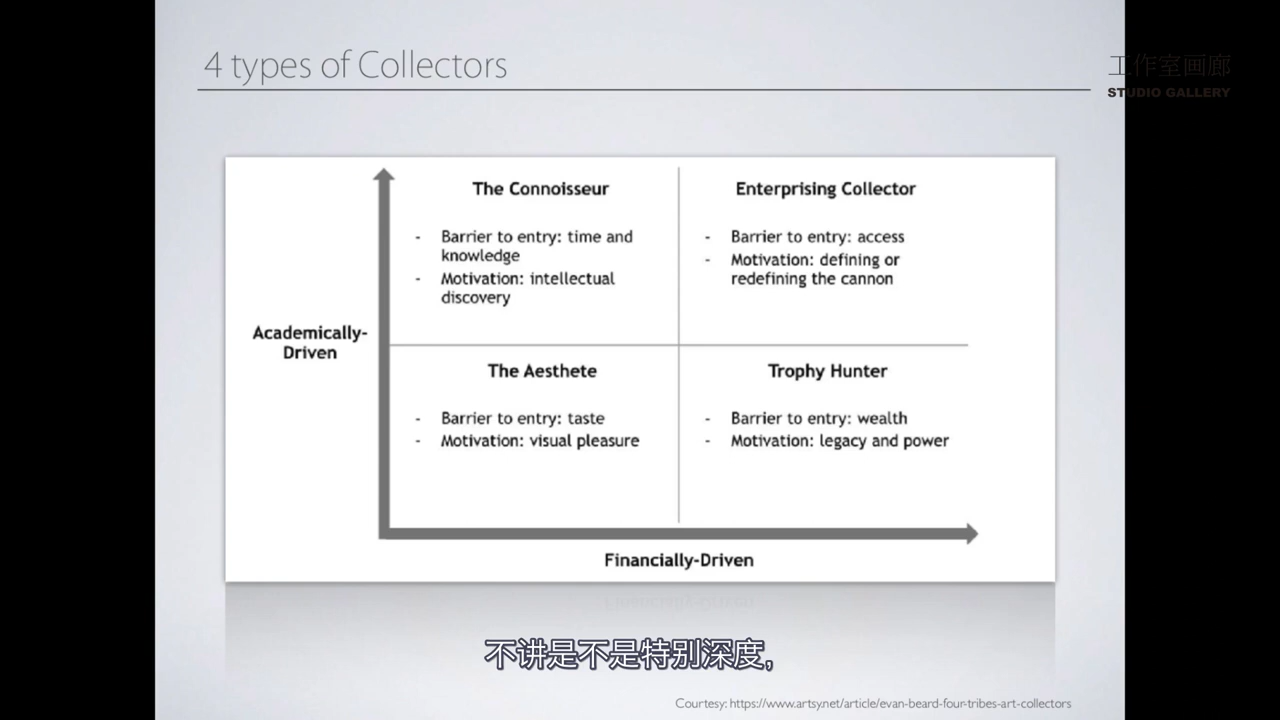 4 types of Collectors
工作室画廊
STUDIO GALLERY
The Connoisseur
- Barrier to entry: time and
knowledge
- Motivation: intellectual
discovery
Enterprising Collector
- Barrier to entry: access
- Motivation: defining or
redefining the cannon
Academically-
Driven
The Aesthete
- Barrier to entry: taste
- Motivation: visual pleasure
Trophy Hunter
- Barrier to entry: wealth
- Motivation: legacy and power
Financially-Driven
不讲是不是特别深度,
Courtesy: https://www.artsy.net/article/evan-beard-four-tribes-art-collectors